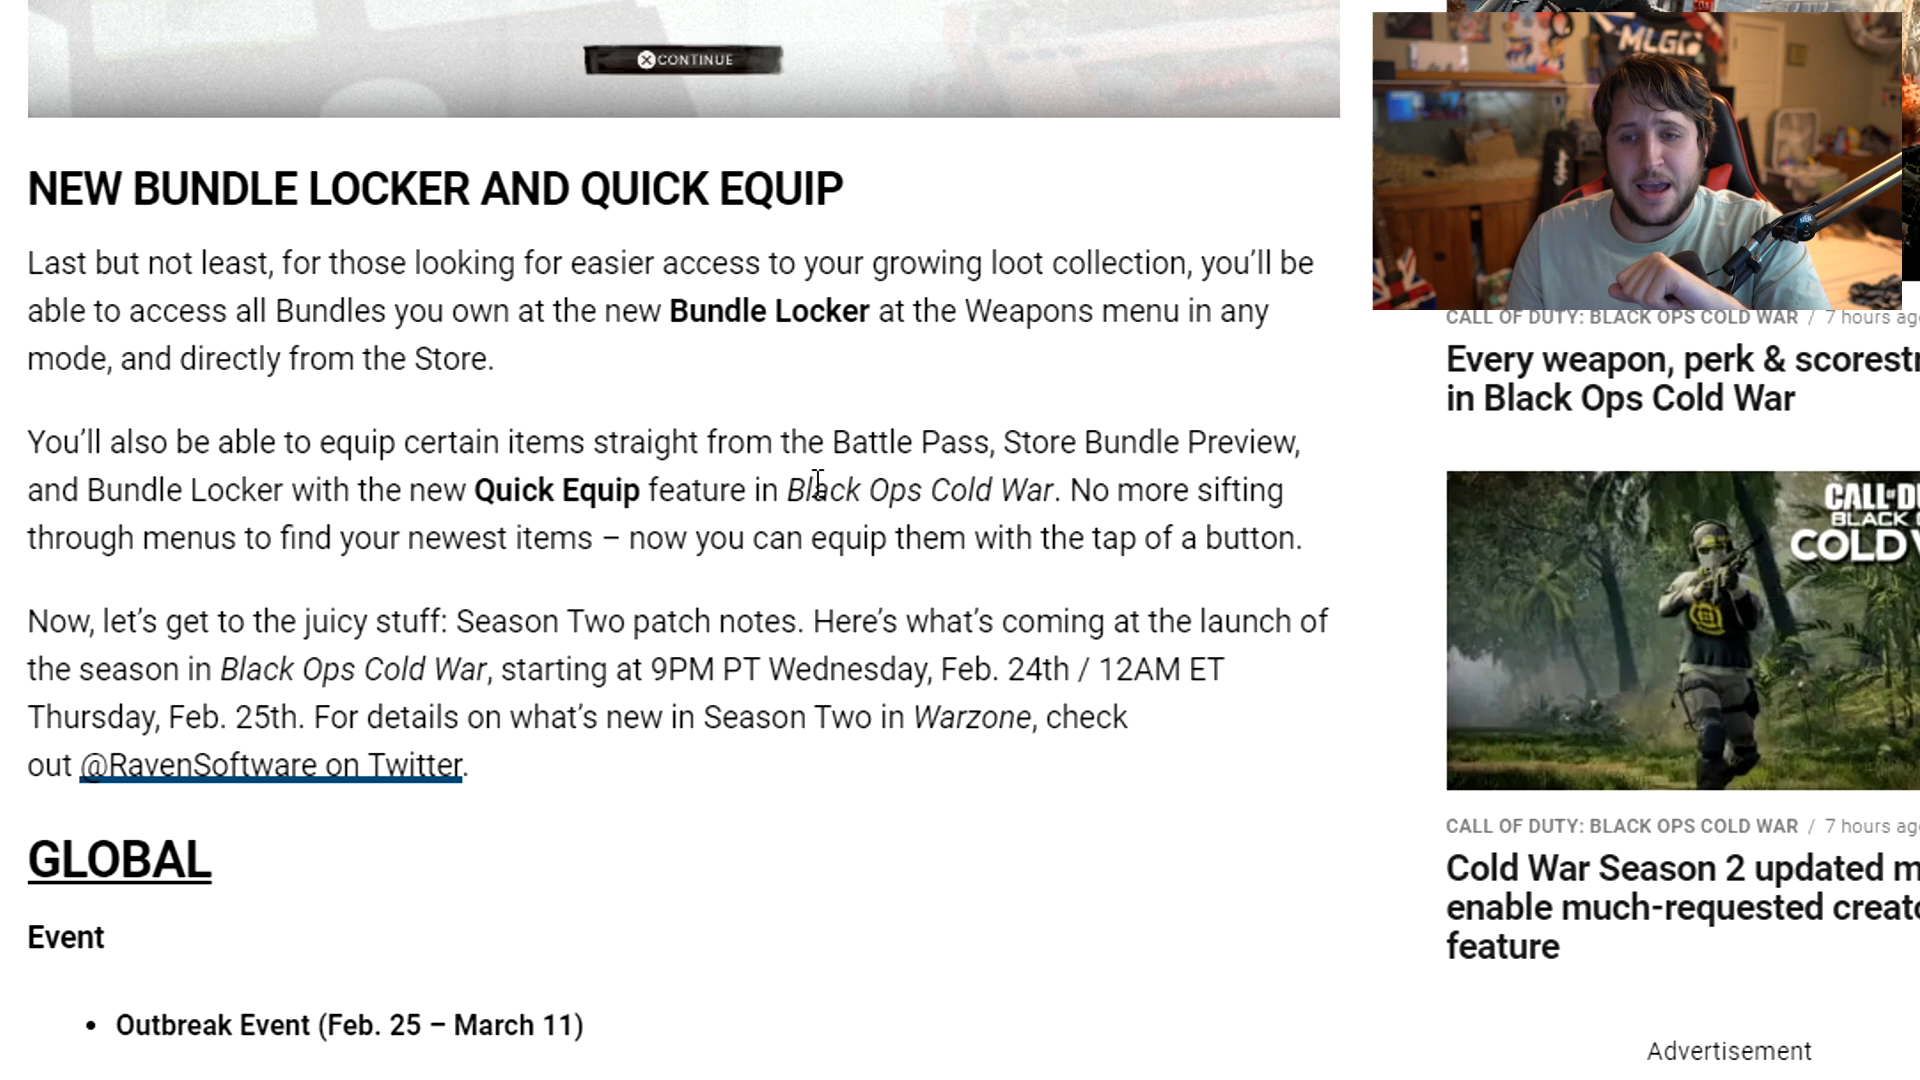 CONTINUE
NEW BUNDLE LOCKER AND QUICK EQUIP
Last but not least, for those looking for easier access to your growing loot collection, you’ll be
able to access all Bundles you own at the new Bundle Locker at the Weapons menu in any
mode, and directly from the Store.
You’ll also be able to equip certain items straight from the Battle Pass, Store Bundle Preview,
and Bundle Locker with the new Quick Equip feature in Black Ops Cold War. No more sifting
through menus to find your newest items – now you can equip them with the tap of a button.
Now, let’s get to the juicy stuff: Season Two patch notes. Here’s what’s coming at the launch of
the season in Black Ops Cold War, starting at 9PM PT Wednesday, Feb. 24th / 12AM ET
Thursday, Feb. 25th. For details on what’s new in Season Two in Warzone, check
out @RavenSoftware on Twitter.
GLOBAL
Event
• Outbreak Event (Feb. 25 – March 11)
MLG
CALL OF DUTY: BLACK OPS COLD WAR / 7 hours ag
Every weapon, perk & scorestr
in Black Ops Cold War
CALL OF DU
BLACK
COLD
CALL OF DUTY: BLACK OPS COLD WAR / 7 hours ag
Cold War Season 2 updated m
enable much-requested creat
feature
Advertisement